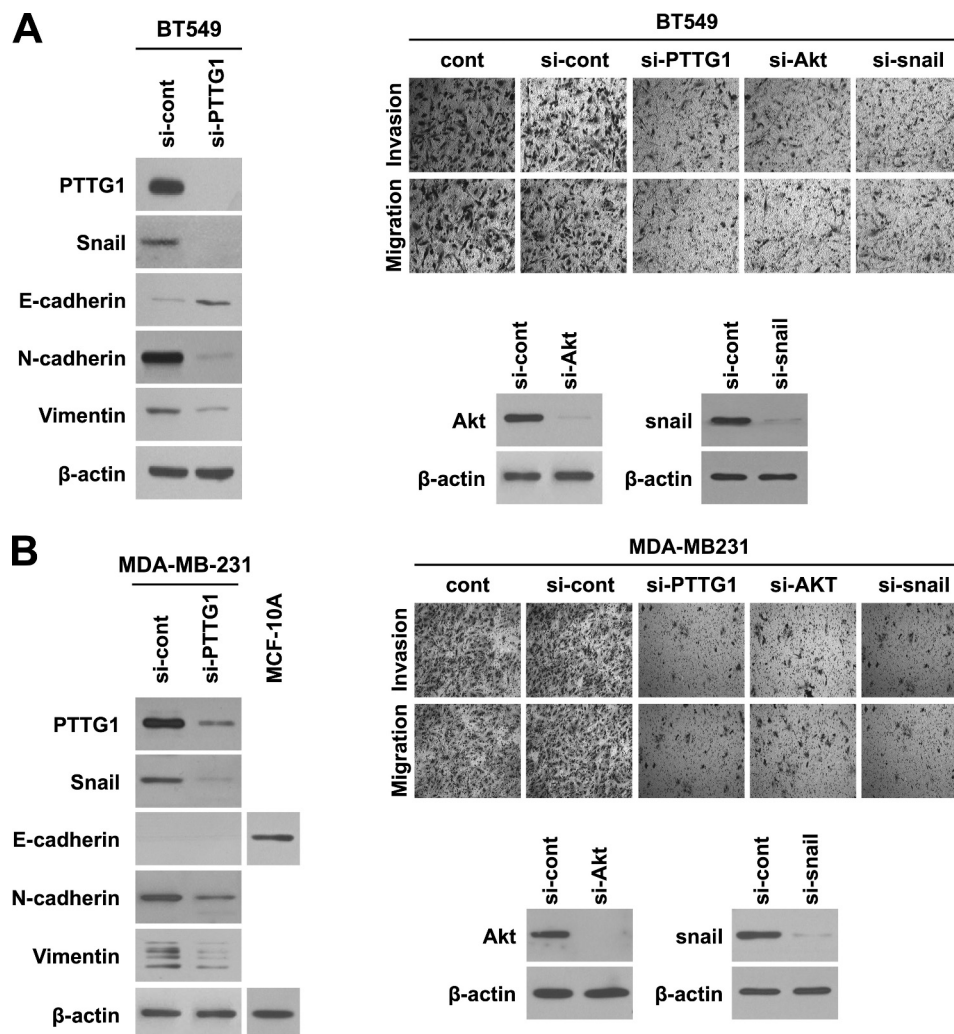 A
BT549
si-cont
si-PTTG1
PTTG1
Snail
E-cadherin
N-cadherin
Vimentin
β-actin
BT549
cont si-cont si-PTTG1 si-Akt si-snail
Invasion
Migration
si-cont
si-Akt
Akt
β-actin
si-cont
si-snail
snail
β-actin
B
MDA-MB-231
si-cont
si-PTTG1
MCF-10A
PTTG1
Snail
E-cadherin
N-cadherin
Vimentin
β-actin
MDA-MB231
cont si-cont si-PTTG1 si-AKT si-snail
Invasion
Migration
si-cont
si-Akt
Akt
β-actin
si-cont
si-snail
snail
β-actin